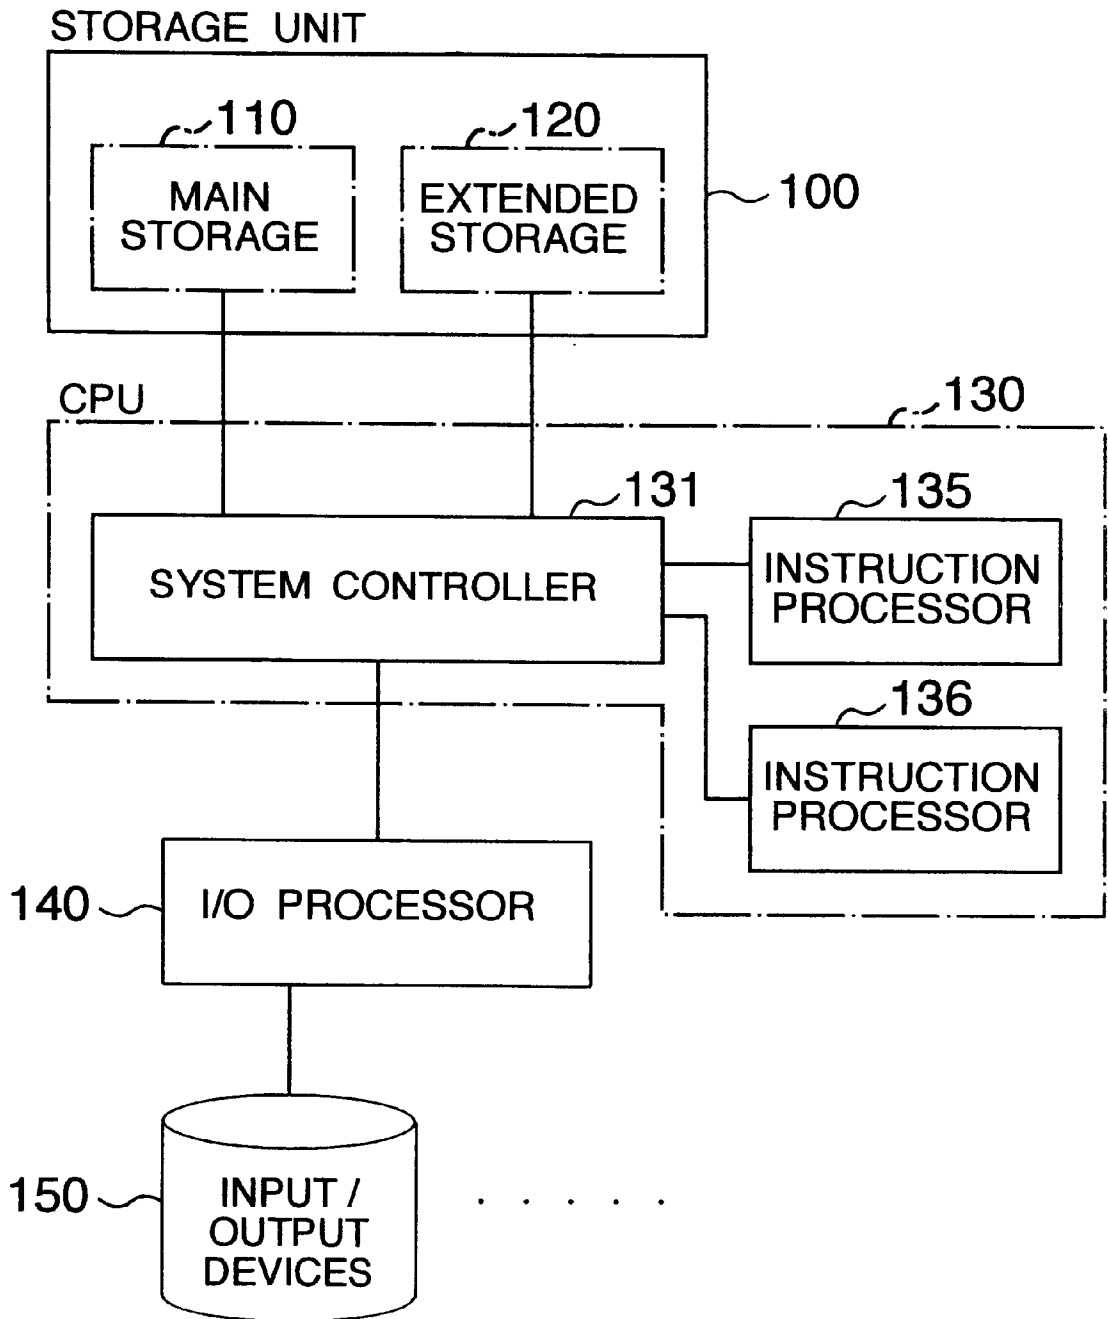 STORAGE UNIT
110
120
MAIN
STORAGE
EXTENDED
STORAGE
100
CPU
130
131
135
SYSTEM CONTROLLER
INSTRUCTION
PROCESSOR
136
INSTRUCTION
PROCESSOR
140
I/O PROCESSOR
150
INPUT /
OUTPUT
DEVICES
. . . . .